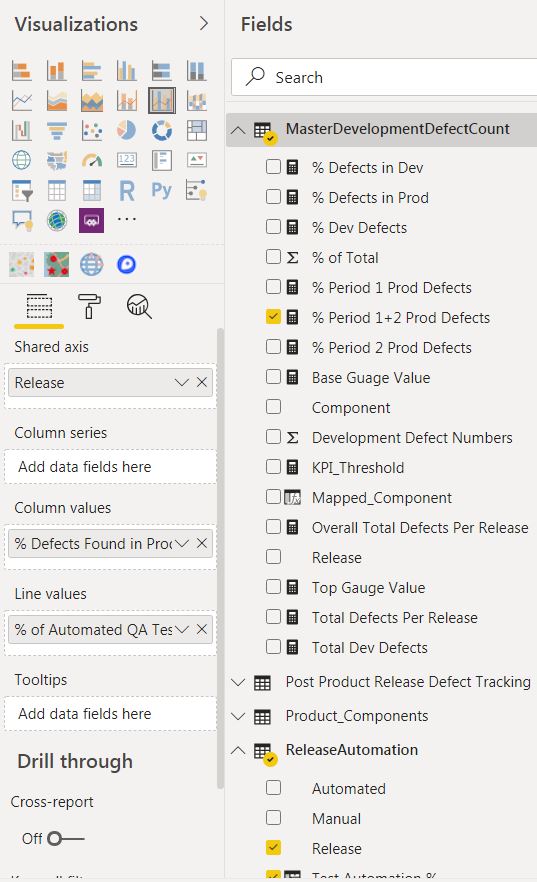 Visualizations
Fields
Search
R
Py
123
Shared axis
Release
Column series
Add data fields here
Column values
% Defects Found in Proc
Line values
% of Automated QA Tes
Tooltips
Add data fields here
Drill through
Cross-report
Off
MasterDevelopmentDefectCount
% Defects in Dev
% Defects in Prod
% Dev Defects
% of Total
% Period 1 Prod Defects
% Period 1+2 Prod Defects
% Period 2 Prod Defects
Base Guage Value
Component
Development Defect Numbers
KPI_Threshold
Mapped_Component
Overall Total Defects Per Release
Release
Top Gauge Value
Total Defects Per Release
Total Dev Defects
Post Product Release Defect Tracking
Product_Components
ReleaseAutomation
Automated
Manual
Release
Test Automation %